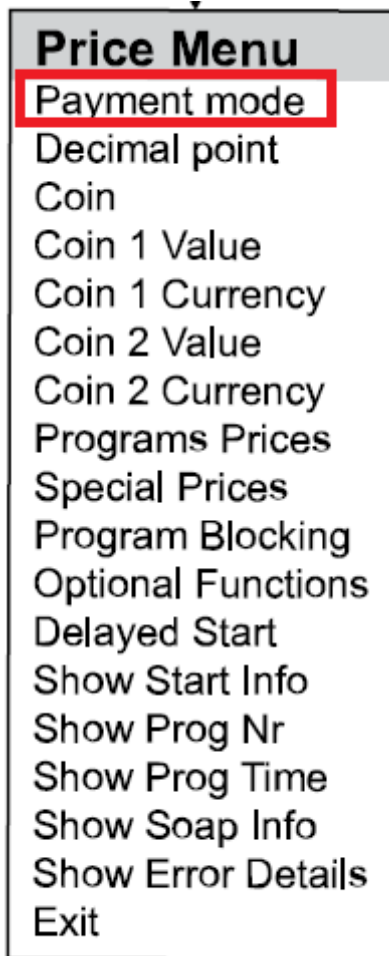 Price Menu
Payment mode
Decimal point
Coin
Coin 1 Value
Coin 1 Currency
Coin 2 Value
Coin 2 Currency
Programs Prices
Special Prices
Program Blocking
Optional Functions
Delayed Start
Show Start Info
Show Prog Nr
Show Prog Time
Show Soap Info
Show Error Details
Exit